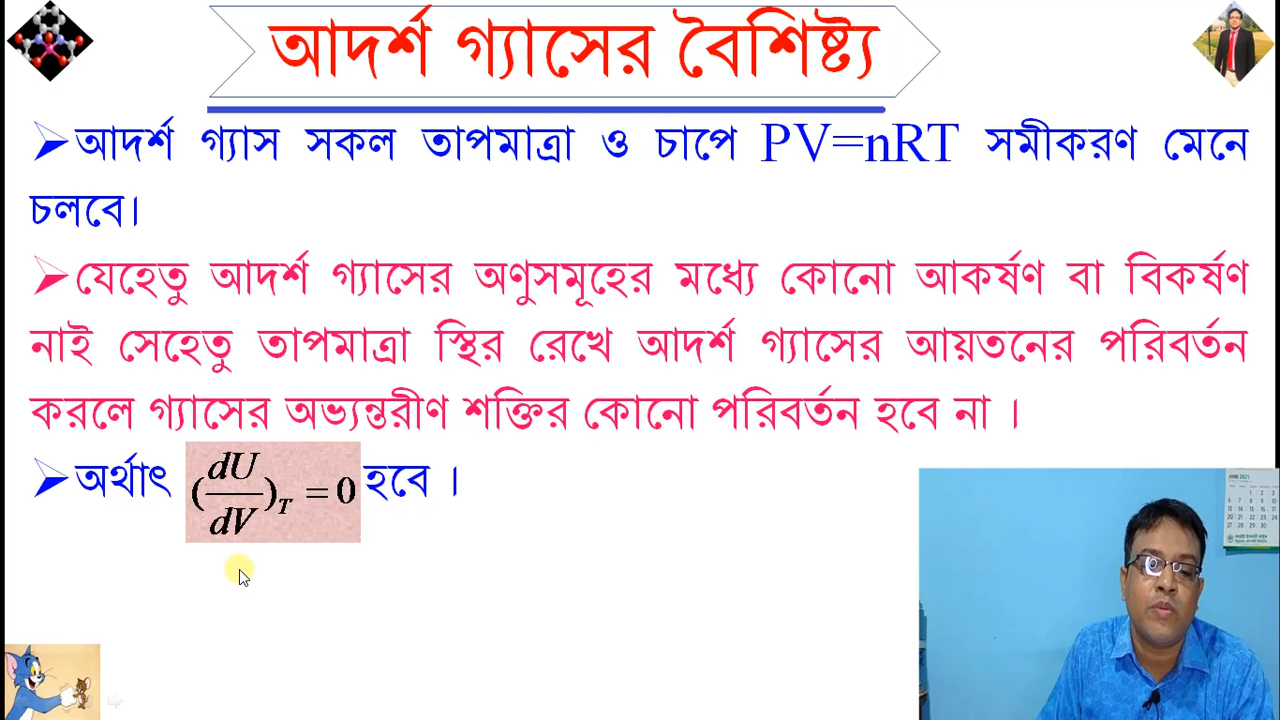 আদর্শ গ্যাসের বৈশিষ্ট্য
➢আদর্শ গ্যাস সকল তাপমাত্রা ও চাপে PV=nRT সমীকরণ মেনে
চলবে।
➢যেহেতু আদর্শ গ্যাসের অণুসমূহের মধ্যে কোনো আকর্ষণ বা বিকর্ষণ
নাই সেহেতু তাপমাত্রা স্থির রেখে আদর্শ গ্যাসের আয়তনের পরিবর্তন
করলে গ্যাসের অভ্যন্তরীণ শক্তির কোনো পরিবর্তন হবে না ।
➢অর্থাৎ (dU/dV)T = 0 হবে ।
JUNE 2021